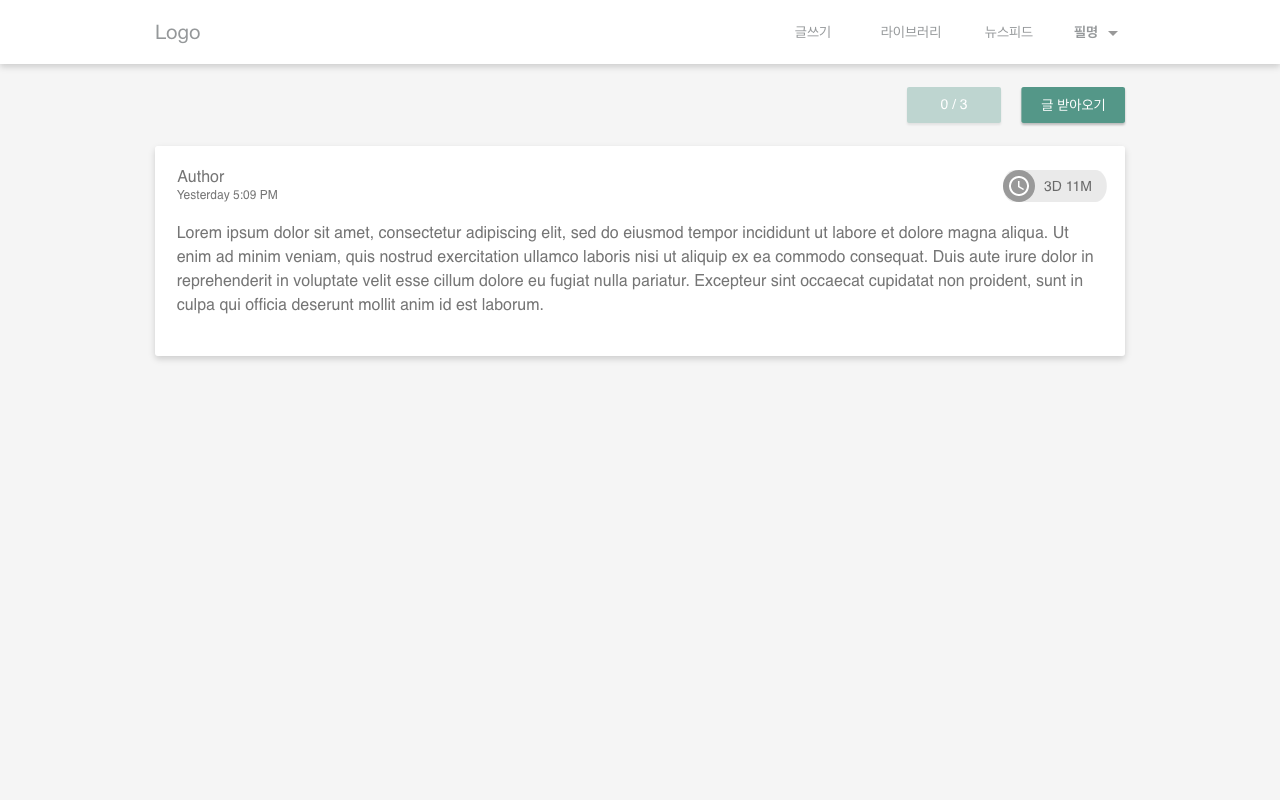 Logo
글쓰기
라이브러리
뉴스피드
필명
0 / 3
글 받아오기
Author
Yesterday 5:09 PM
3D 11M
Lorem ipsum dolor sit amet, consectetur adipiscing elit, sed do eiusmod tempor incididunt ut labore et dolore magna aliqua. Ut
enim ad minim veniam, quis nostrud exercitation ullamco laboris nisi ut aliquip ex ea commodo consequat. Duis aute irure dolor in
reprehenderit in voluptate velit esse cillum dolore eu fugiat nulla pariatur. Excepteur sint occaecat cupidatat non proident, sunt in
culpa qui officia deserunt mollit anim id est laborum.